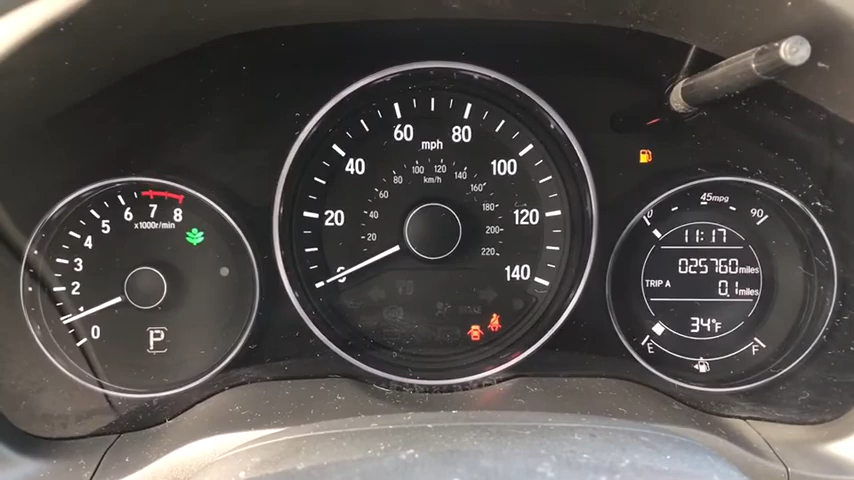 0
1
2
3
4
5
6
7
8
x1000r/min
P
0
20
40
60
80
100
120
140
mph
20
40
60
80
100
120
140
160
180
200
220
km/h
0
45mpg
90
11:17
025760miles
TRIP A
0.1miles
34°F
E
F